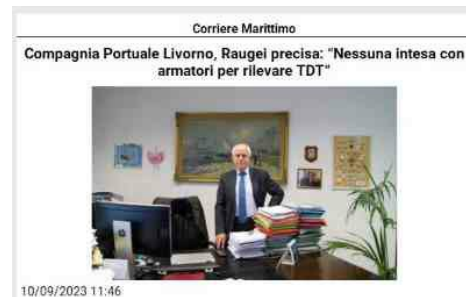 Corriere Marittimo
Compagnia Portuale Livorno, Raugei precisa: “Nessuna intesa con
armatori per rilevare TDT”
10/09/2023 11:46